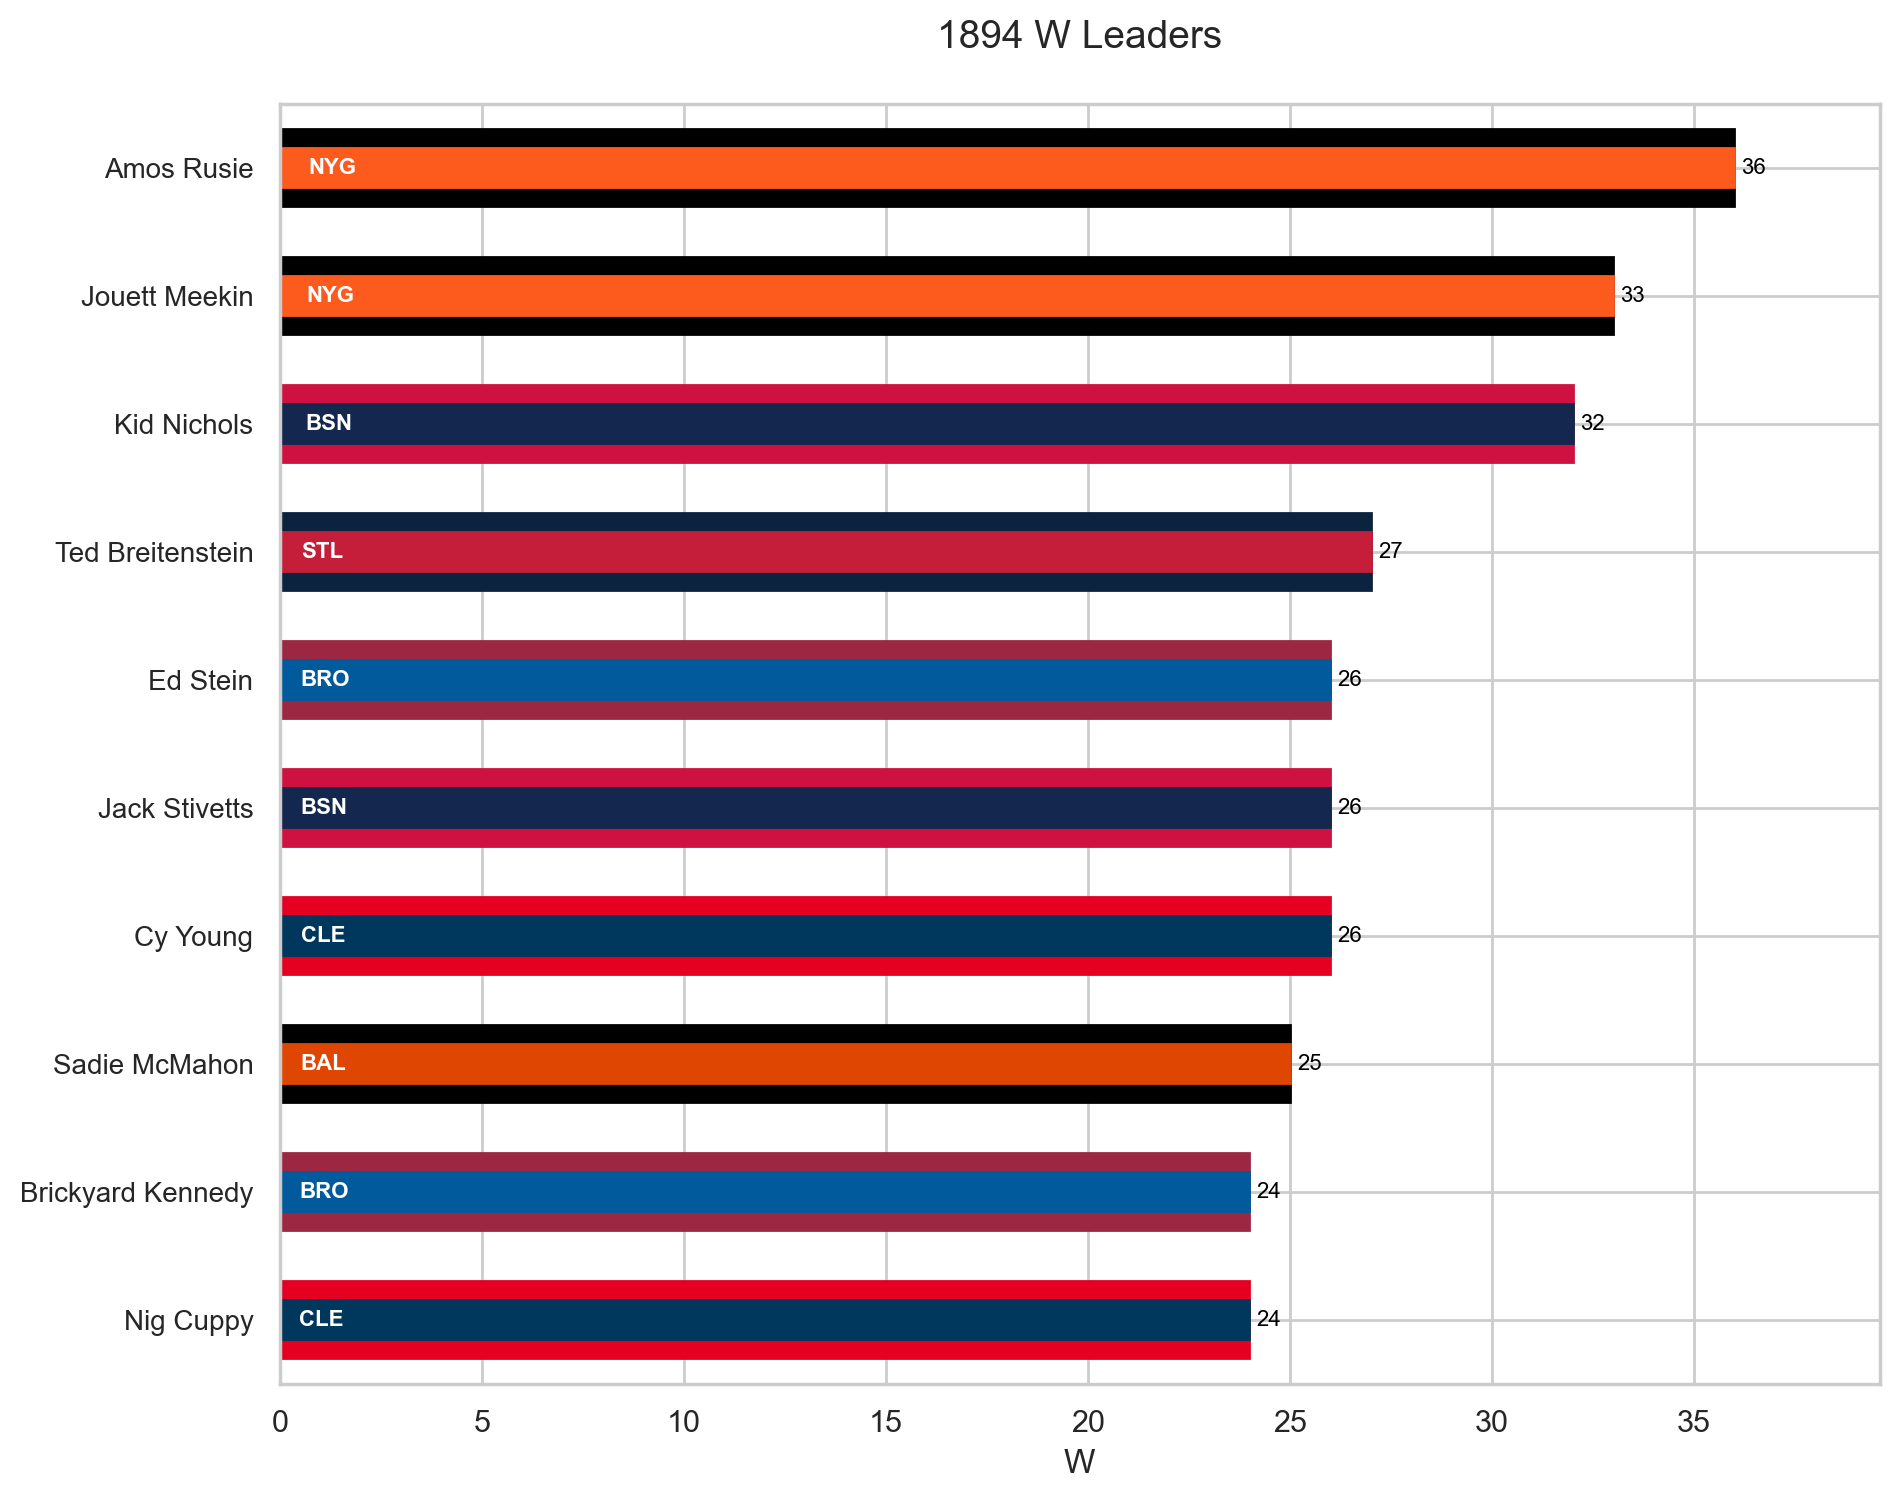 1894 W Leaders
Amos Rusie NYG 36
Jouett Meekin NYG 33
Kid Nichols BSN 32
Ted Breitenstein STL 27
Ed Stein BRO 26
Jack Stivetts BSN 26
Cy Young CLE 26
Sadie McMahon BAL 25
Brickyard Kennedy BRO 24
Nig Cuppy CLE 24
0 5 10 15 20 25 30 35
W